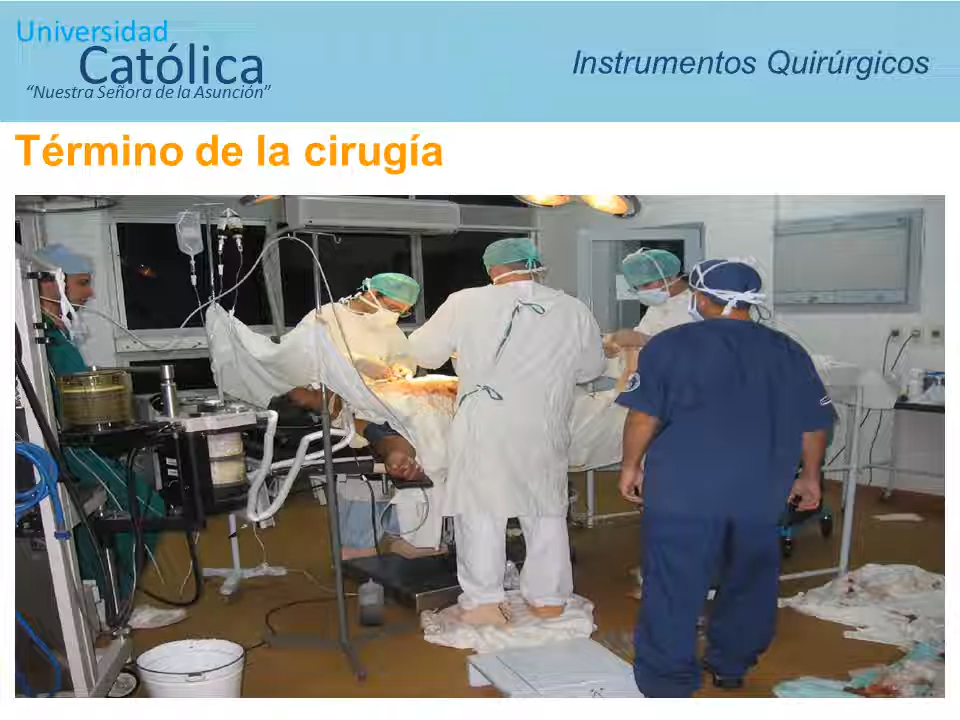 Universidad
Católica
Instrumentos Quirúrgicos
“Nuestra Señora de la Asunción”
Término de la cirugía